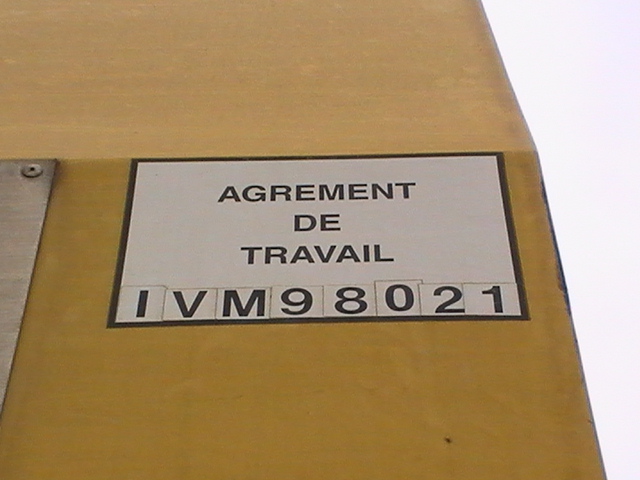 AGREMENT
DE
TRAVAIL
IVM98021